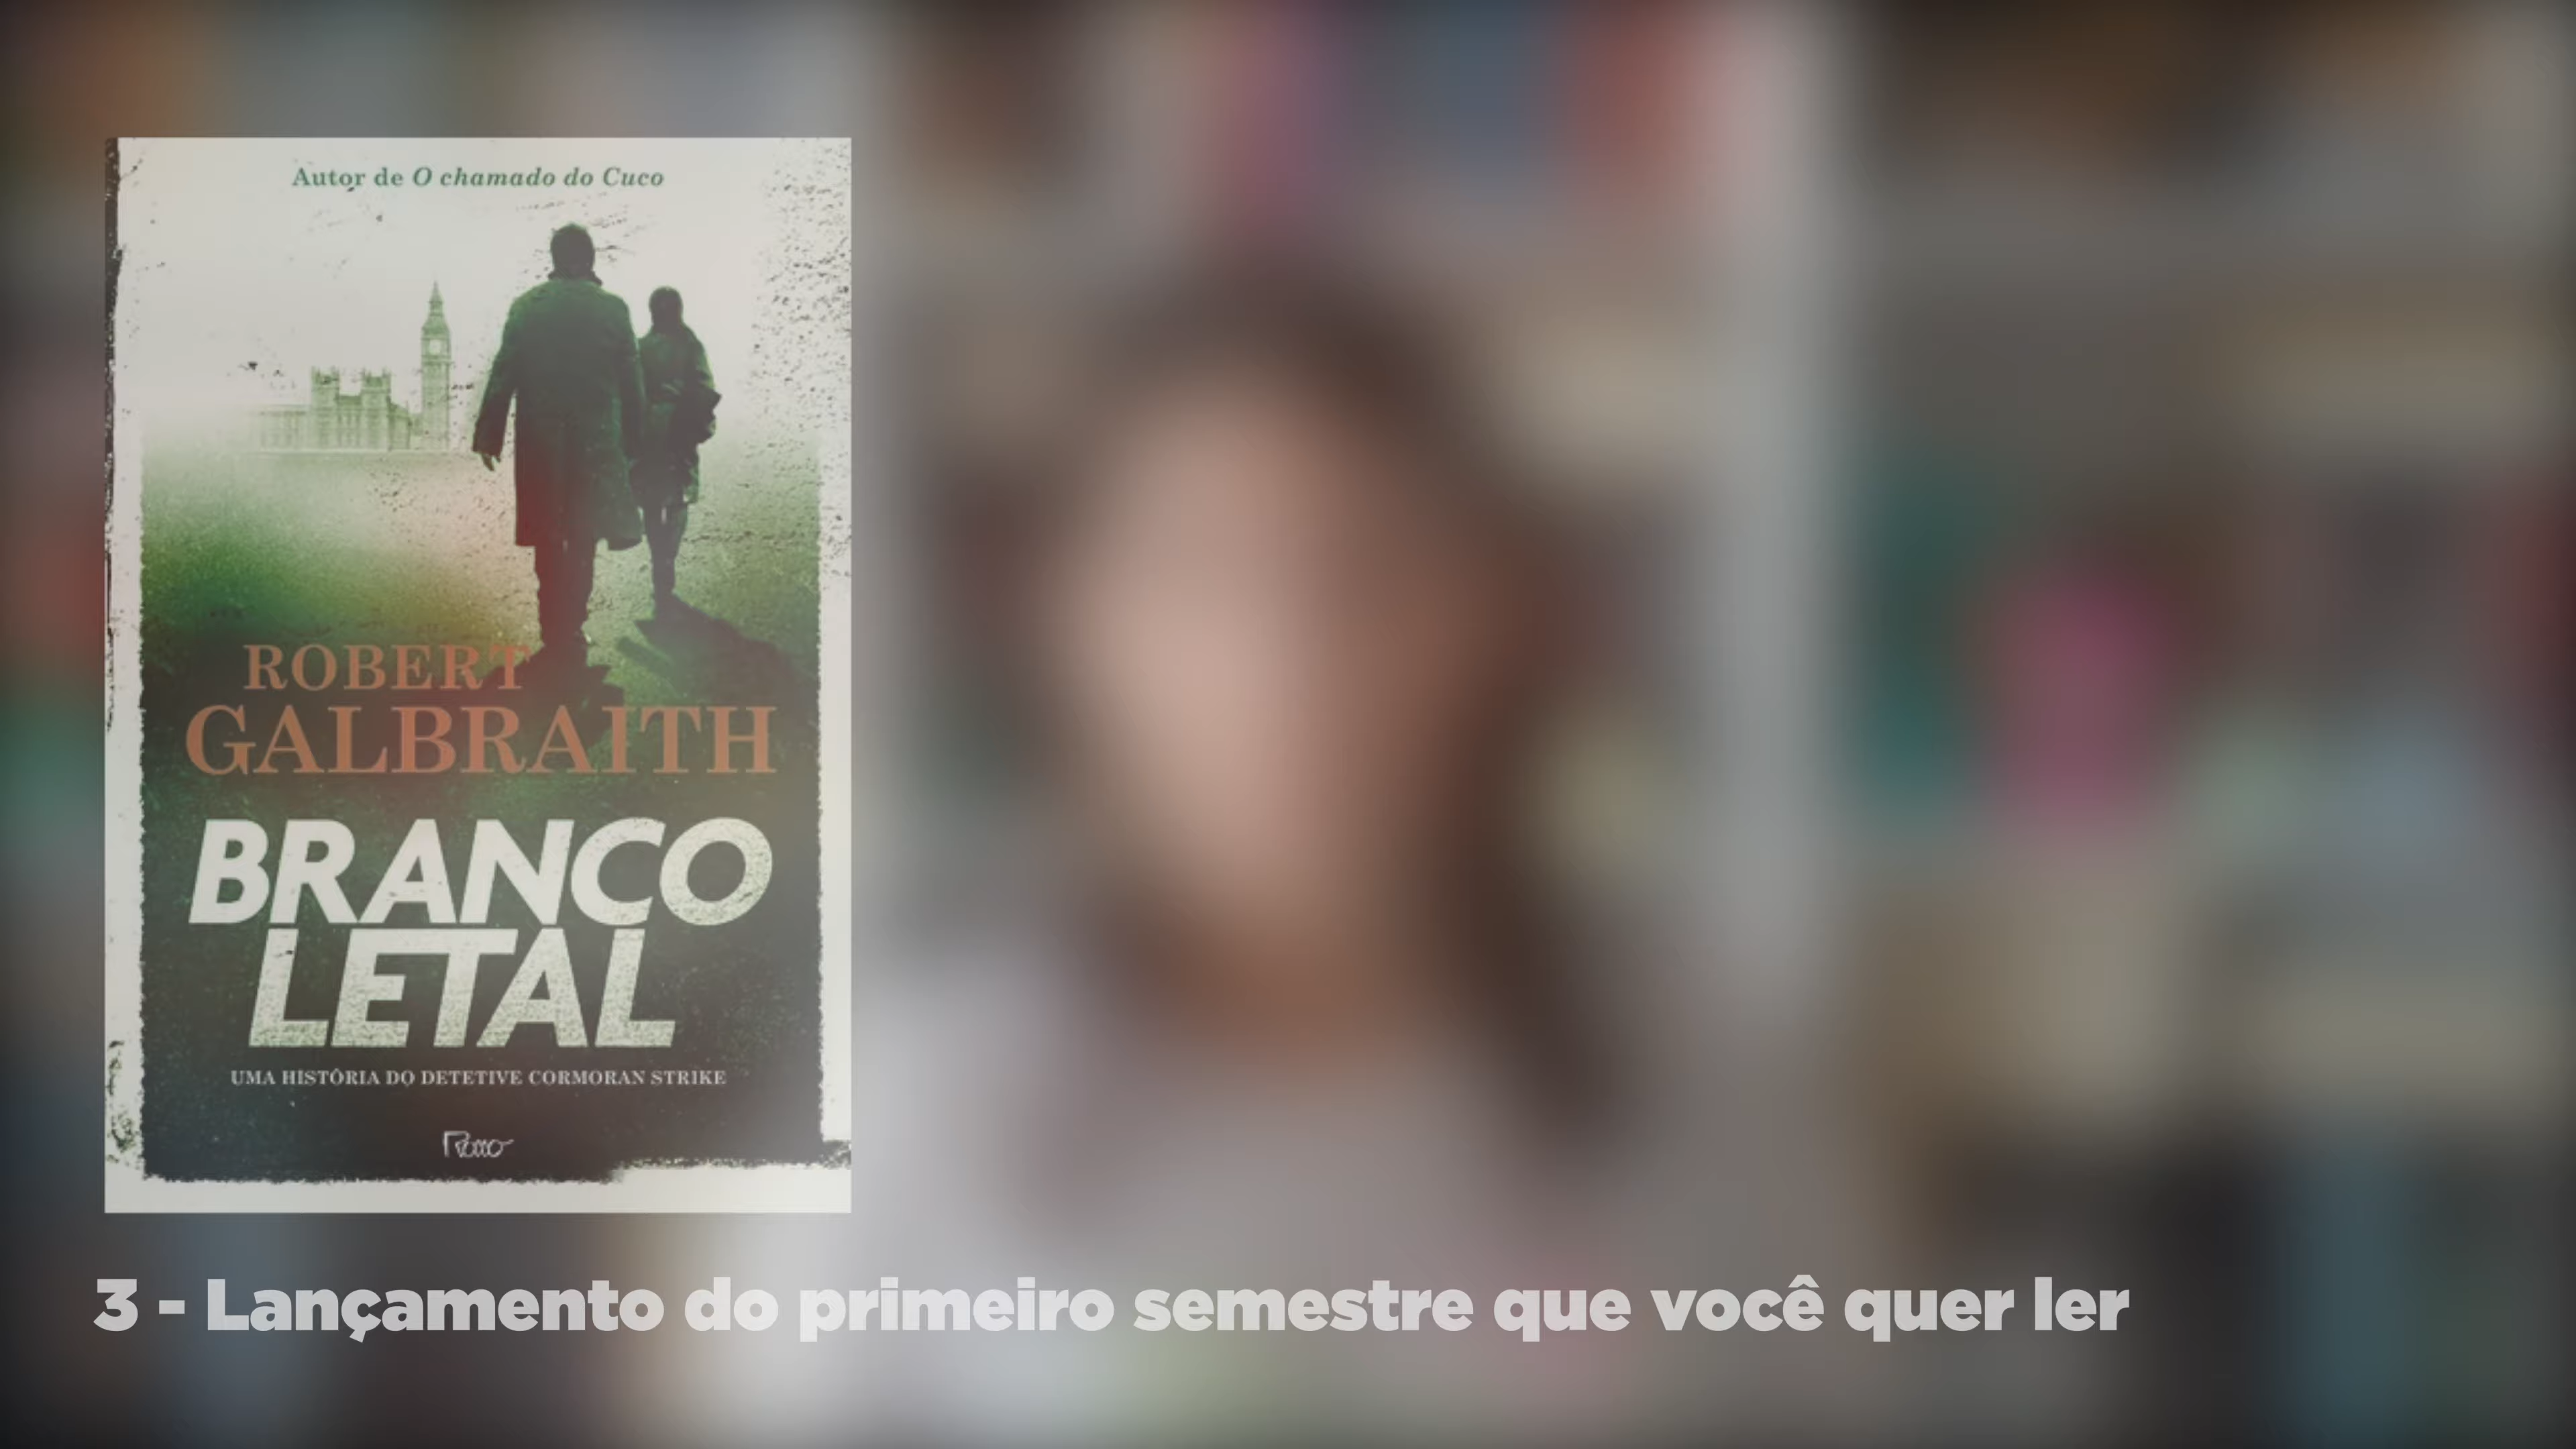 Autor de O chamado do Cuco
ROBERT
GALBRAITH
BRANCO
LETAL
UMA HISTÓRIA DO DETETIVE CORMORAN STRIKE
Rocco
3 - Lançamento do primeiro semestre que você quer ler